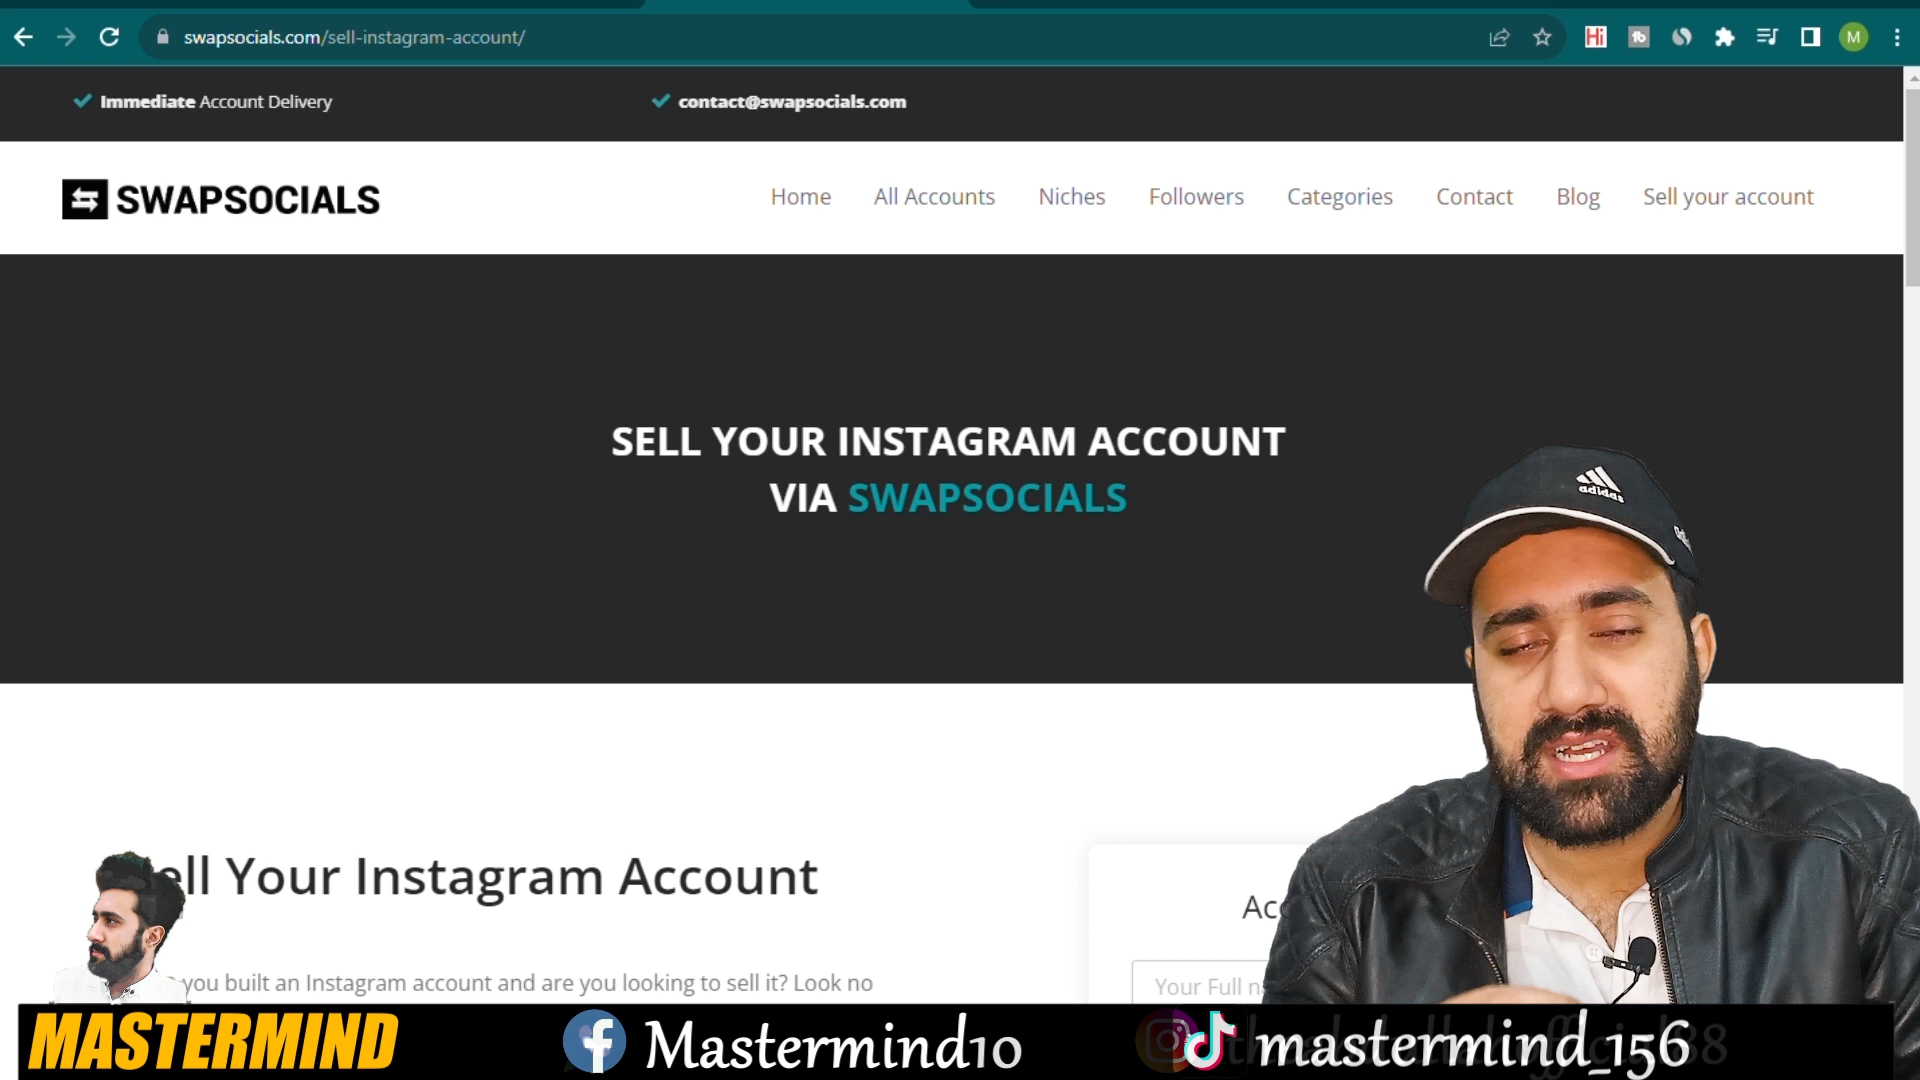 swapsocials.com/sell-instagram-account/
Hi
M
Immediate Account Delivery
contact@swapsocials.com
SWAPSOCIALS
Home
All Accounts
Niches
Followers
Categories
Contact
Blog
Sell your account
SELL YOUR INSTAGRAM ACCOUNT
VIA SWAPSOCIALS
adidas
ell Your Instagram Account
you built an Instagram account and are you looking to sell it? Look no
Your Full n
MASTERMIND
Mastermind10
mastermind_156